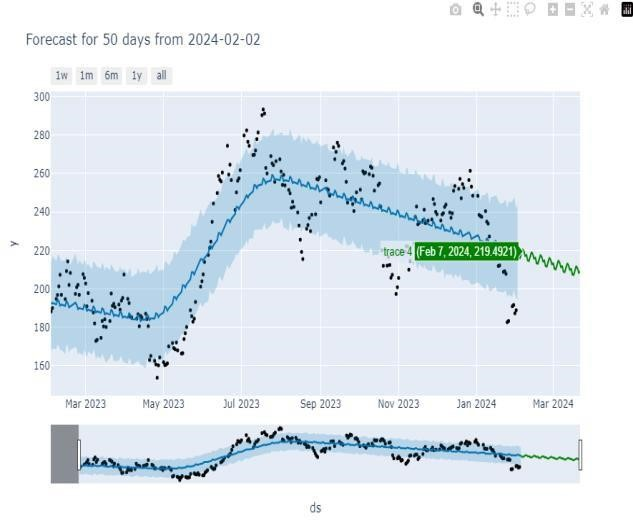 Forecast for 50 days from 2024-02-02
1w 1m 6m 1y all
300
280
260
240
220
200
180
160
y
trace 4 (Feb 7, 2024, 219.4921)
Mar 2023 May 2023 Jul 2023 Sep 2023 Nov 2023 Jan 2024 Mar 2024
ds